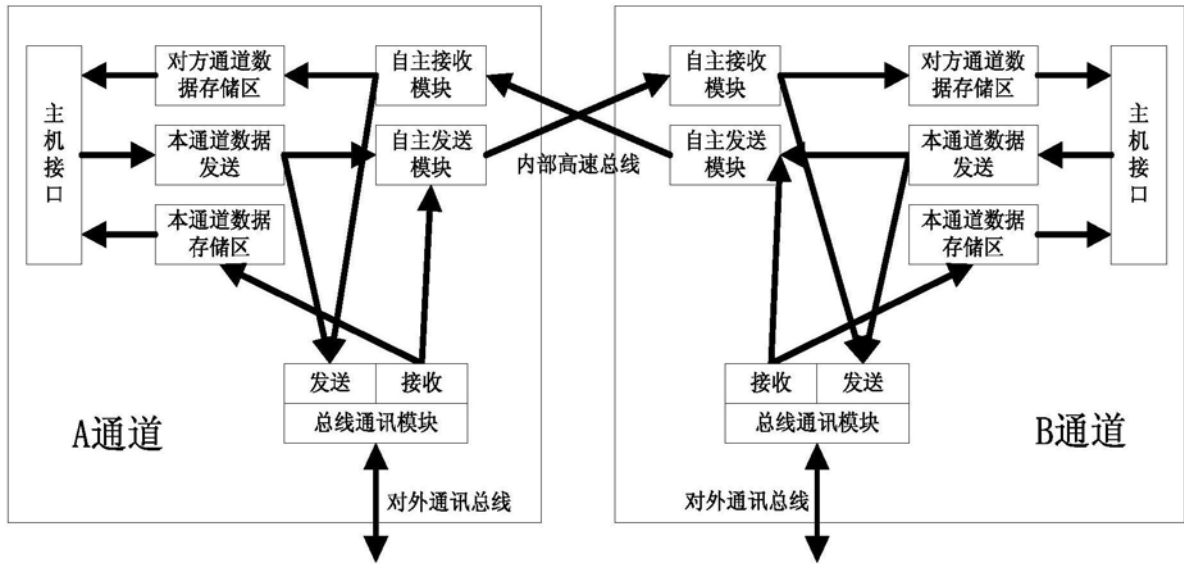 主机接口
对方通道数
据存储区
自主接收
模块
本通道数据
发送
自主发送
模块
本通道数据
存储区
发送
接收
总线通讯模块
A通道
对外通讯总线
内部高速总线
自主接收
模块
对方通道数
据存储区
自主发送
模块
本通道数据
发送
本通道数据
存储区
主机接口
接收
发送
总线通讯模块
B通道
对外通讯总线